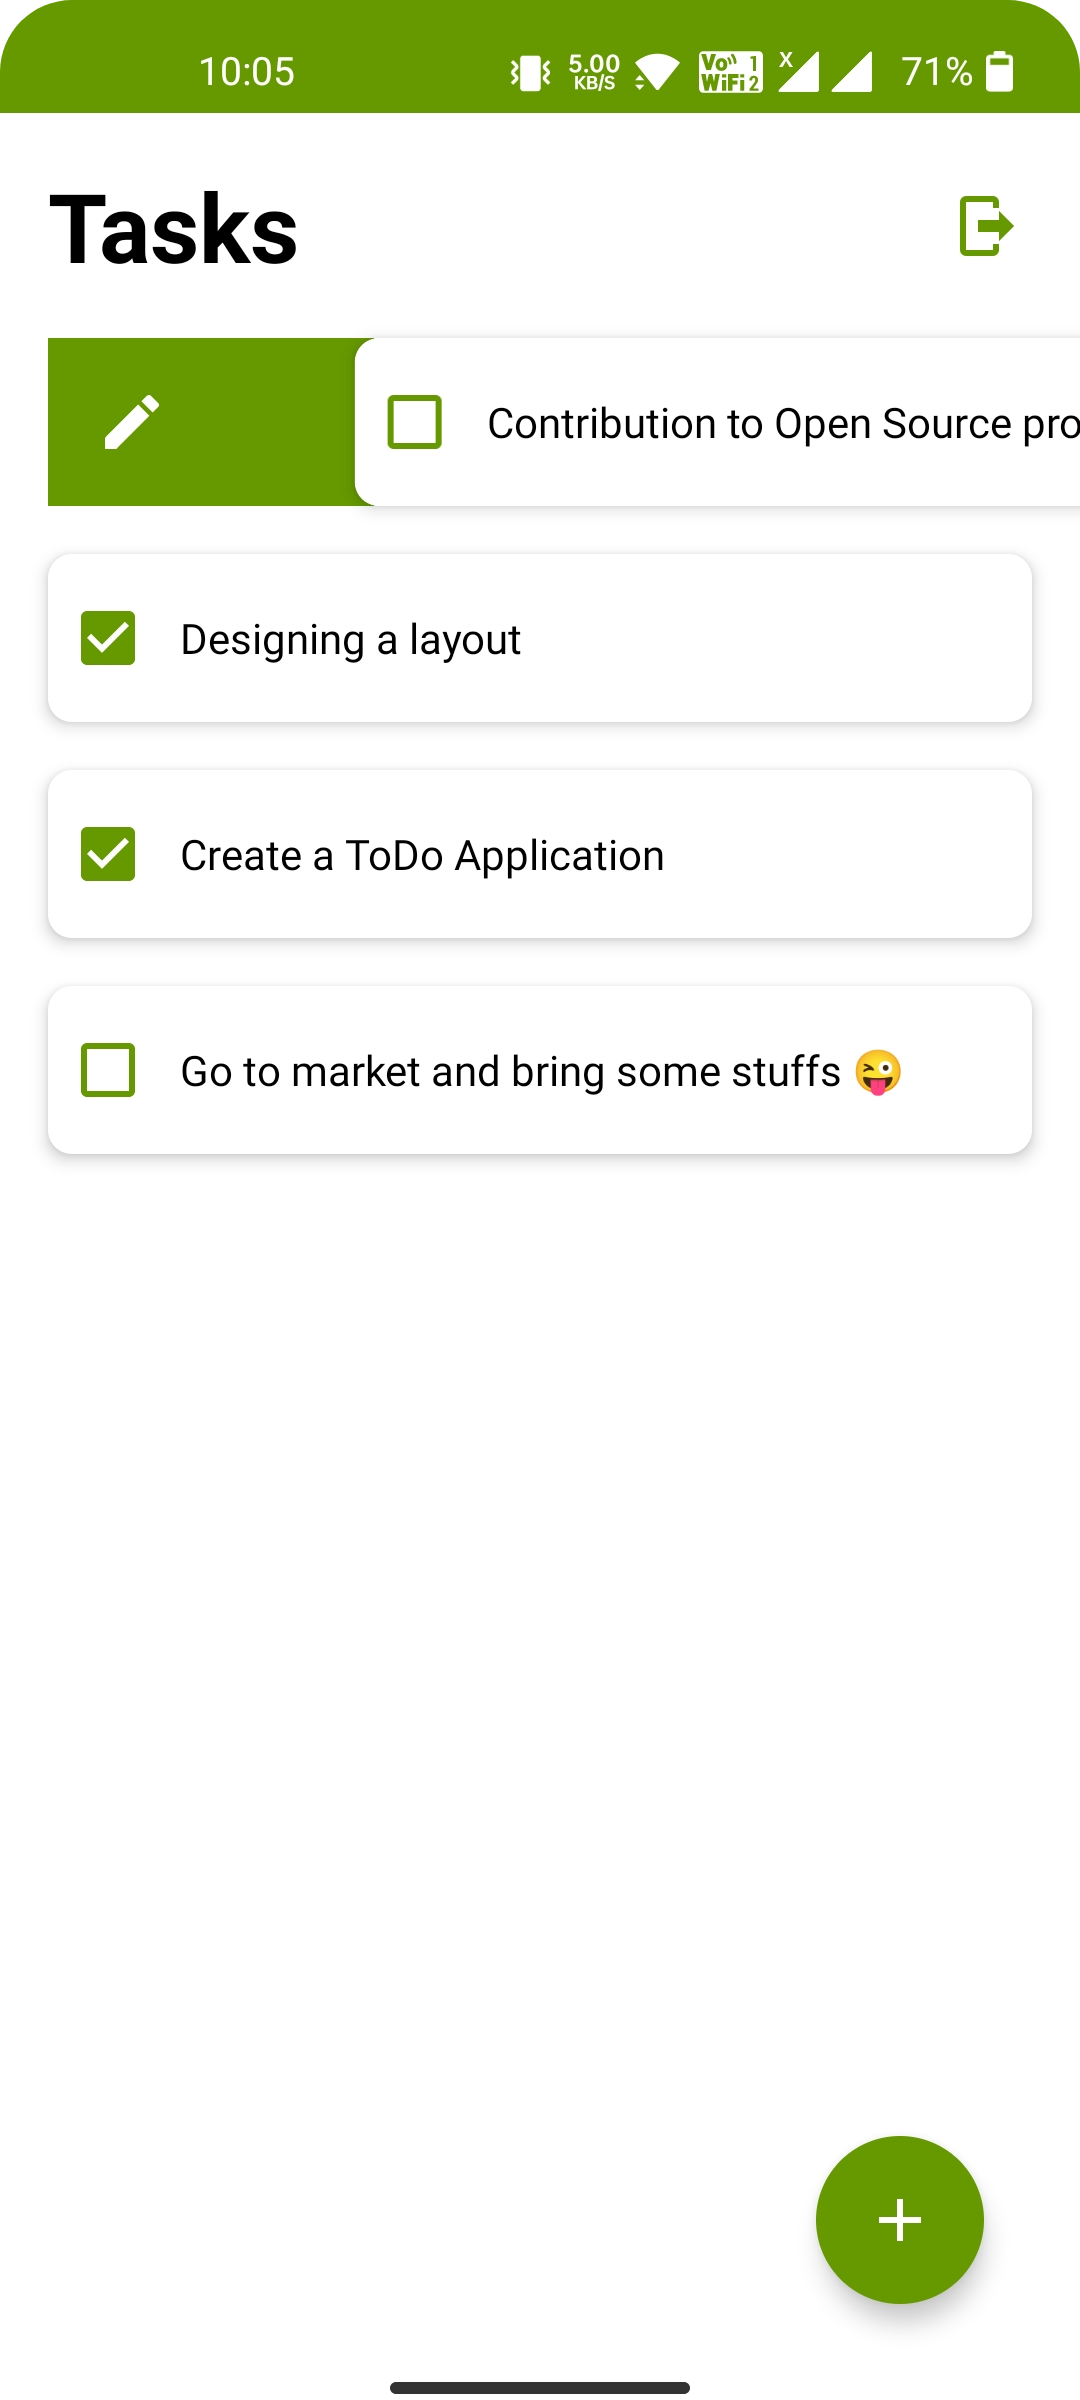 10:05 5.00 KB/S Vo 1 WiFi 2 X 71%
Tasks
Contribution to Open Source pro
Designing a layout
Create a ToDo Application
Go to market and bring some stuffs 😜